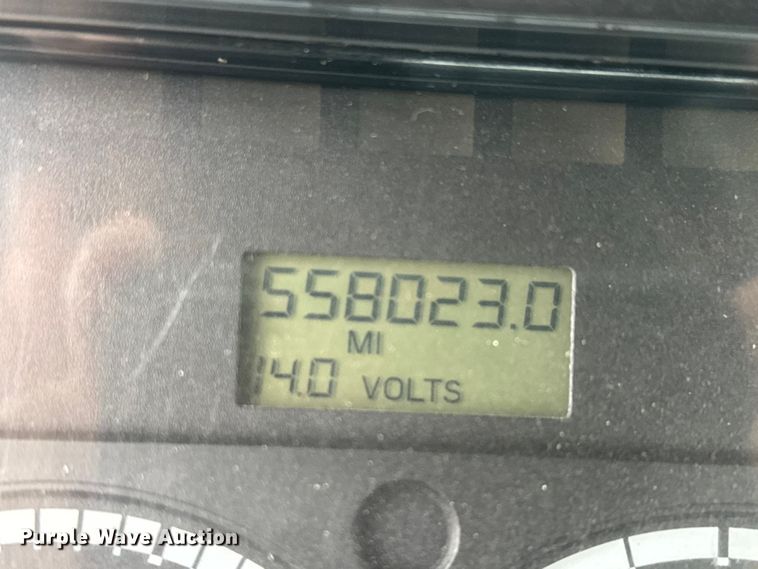 558023.0
MI
14.0 VOLTS
Purple Wave Auction